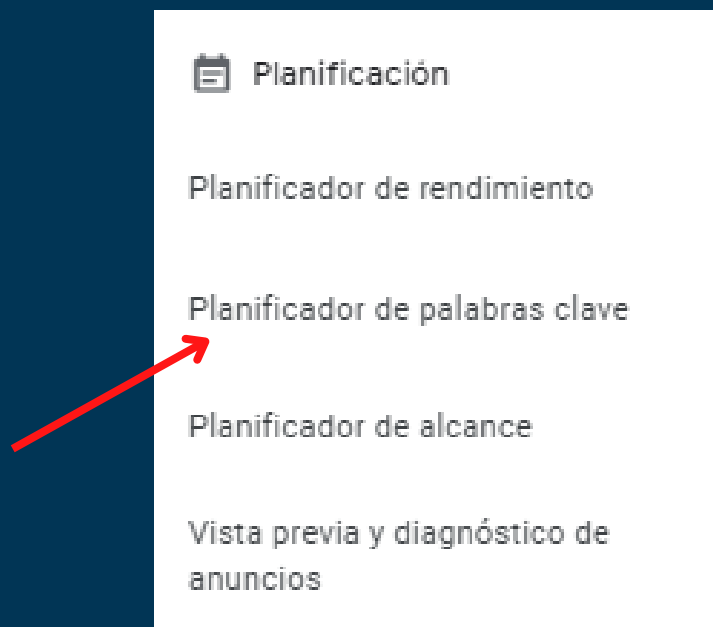 Planificación
Planificador de rendimiento
Planificador de palabras clave
Planificador de alcance
Vista previa y diagnóstico de
anuncios